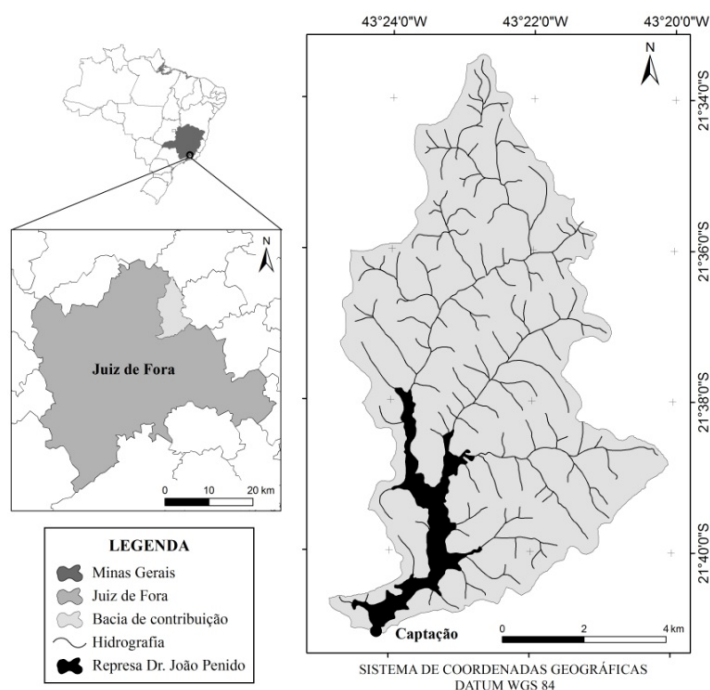 43°24'0"W 43°22'0"W 43°20'0"W
N
21°34'0"S
21°36'0"S
21°38'0"S
21°40'0"S
N
Juiz de Fora
0 10 20 km
LEGENDA
Minas Gerais
Juiz de Fora
Bacia de contribuição
Hidrografia
Represa Dr. João Penido
Captação
0 2 4 km
SISTEMA DE COORDENADAS GEOGRÁFICAS
DATUM WGS 84